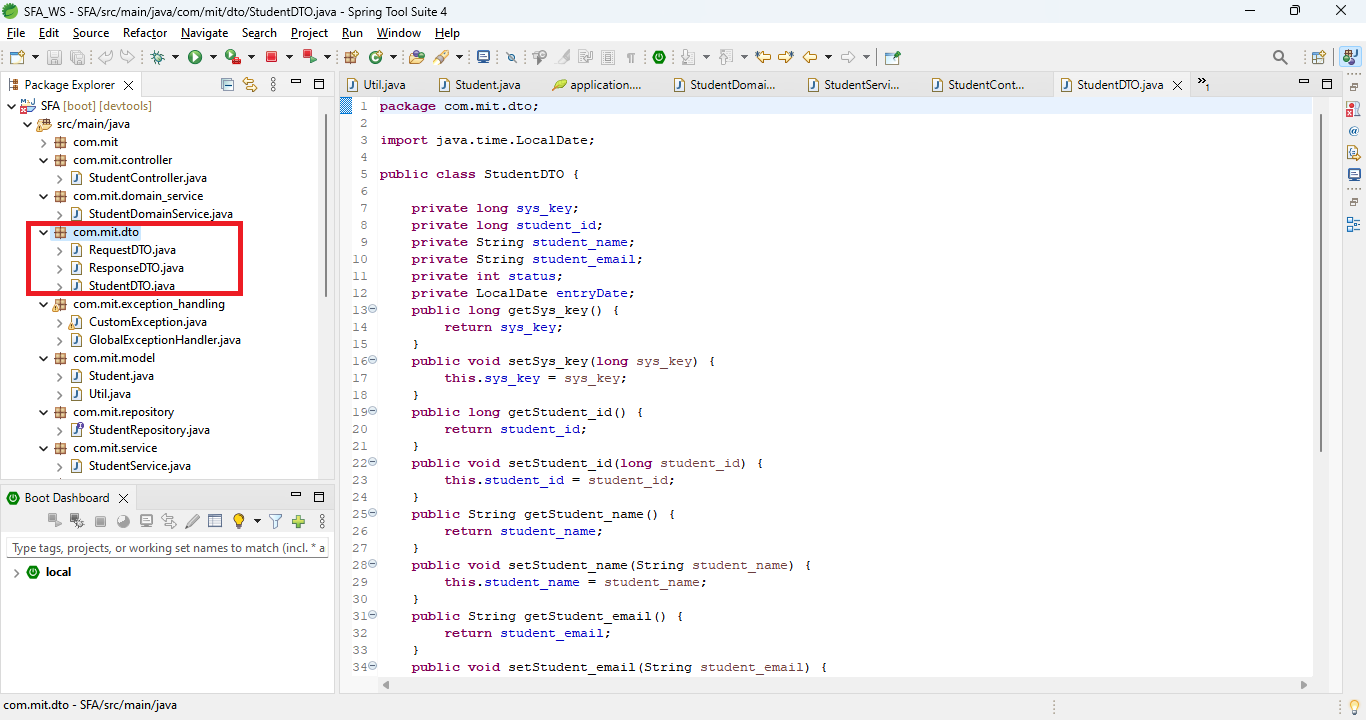 SFA_WS - SFA/src/main/java/com/mit/dto/StudentDTO.java - Spring Tool Suite 4
File Edit Source Refactor Navigate Search Project Run Window Help
Package Explorer
SFA [boot] [devtools]
src/main/java
com.mit
com.mit.controller
StudentController.java
com.mit.domain_service
StudentDomainService.java
com.mit.dto
RequestDTO.java
ResponseDTO.java
StudentDTO.java
com.mit.exception_handling
CustomException.java
GlobalExceptionHandler.java
com.mit.model
Student.java
Util.java
com.mit.repository
StudentRepository.java
com.mit.service
StudentService.java
Boot Dashboard
Type tags, projects, or working set names to match (incl. * a
local
Util.java Student.java application.... StudentDomai... StudentServi... StudentCont... StudentDTO.java »1
1 package com.mit.dto;
2
3 import java.time.LocalDate;
4
5 public class StudentDTO {
6
7 private long sys_key;
8 private long student_id;
9 private String student_name;
10 private String student_email;
11 private int status;
12 private LocalDate entryDate;
13 public long getSys_key() {
14 return sys_key;
15 }
16 public void setSys_key(long sys_key) {
17 this.sys_key = sys_key;
18 }
19 public long getStudent_id() {
20 return student_id;
21 }
22 public void setStudent_id(long student_id) {
23 this.student_id = student_id;
24 }
25 public String getStudent_name() {
26 return student_name;
27 }
28 public void setStudent_name(String student_name) {
29 this.student_name = student_name;
30 }
31 public String getStudent_email() {
32 return student_email;
33 }
34 public void setStudent_email(String student_email) {
com.mit.dto - SFA/src/main/java